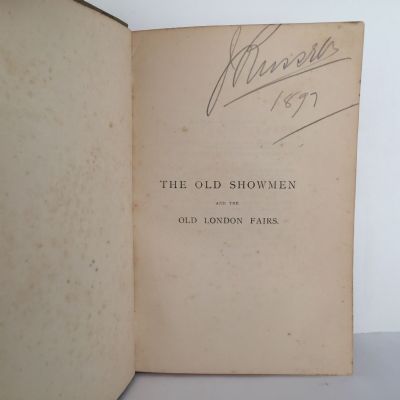 1897
THE OLD SHOWMEN
AND THE
OLD LONDON FAIRS.